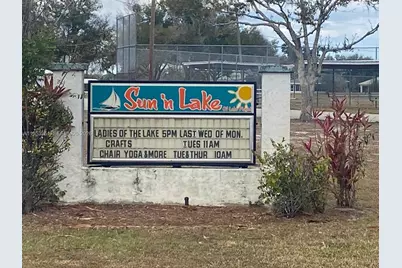 Sun 'n Lake
LADIES OF THE LAKE 5PM LAST WED OF MON.
CRAFTS TUES 11AM
CHAIR YOGA&MORE TUE&THUR 10AM